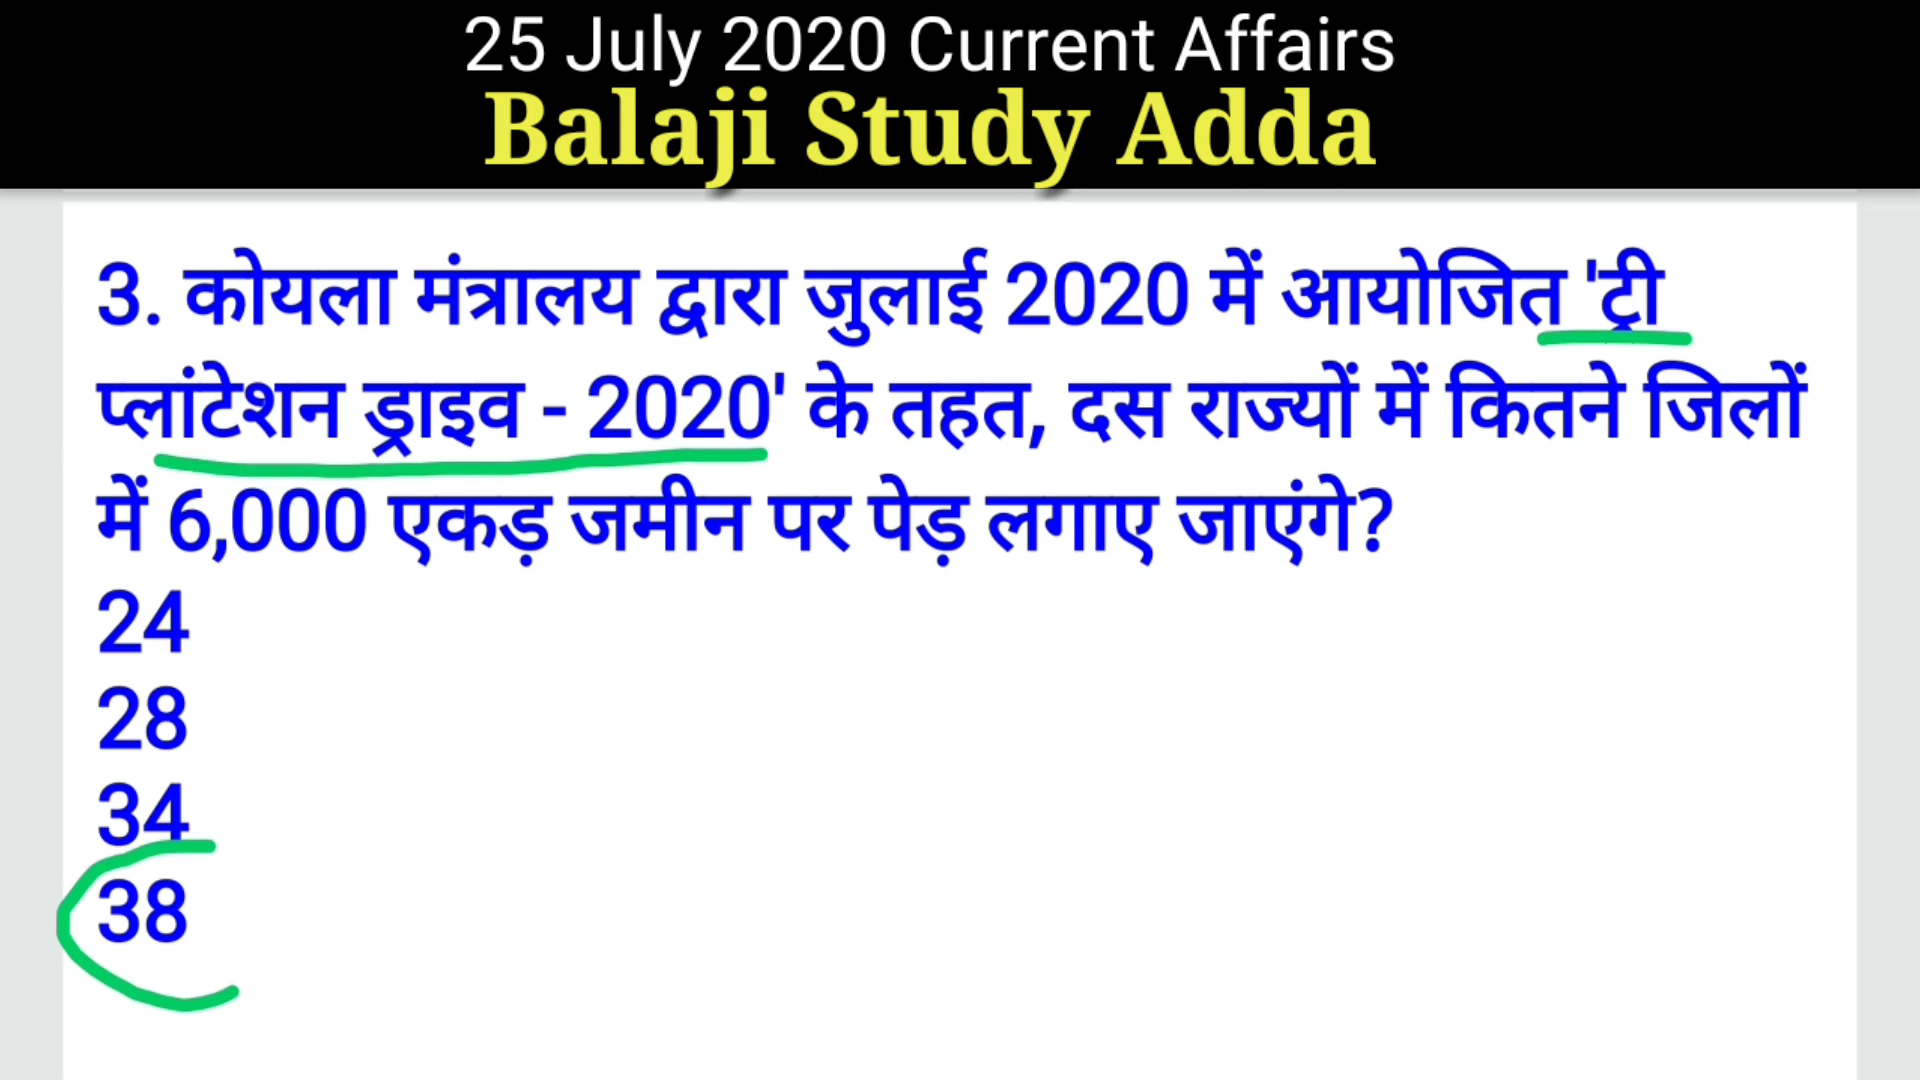 25 July 2020 Current Affairs
Balaji Study Adda
3. कोयला मंत्रालय द्वारा जुलाई 2020 में आयोजित 'ट्री
प्लांटेशन ड्राइव - 2020' के तहत, दस राज्यों में कितने जिलों
में 6,000 एकड़ जमीन पर पेड़ लगाए जाएंगे?
24
28
34
38